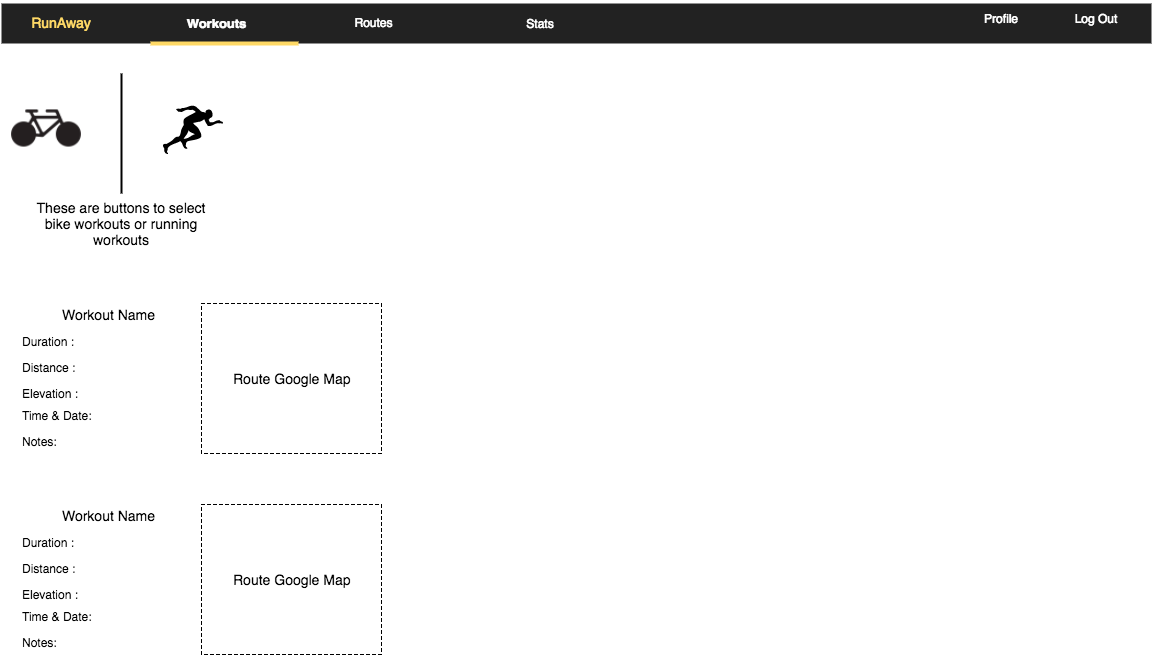 RunAway
Workouts
Routes
Stats
Profile
Log Out
These are buttons to select
bike workouts or running
workouts
Workout Name
Duration :
Distance :
Elevation :
Time & Date:
Notes:
Route Google Map
Workout Name
Duration :
Distance :
Elevation :
Time & Date:
Notes:
Route Google Map